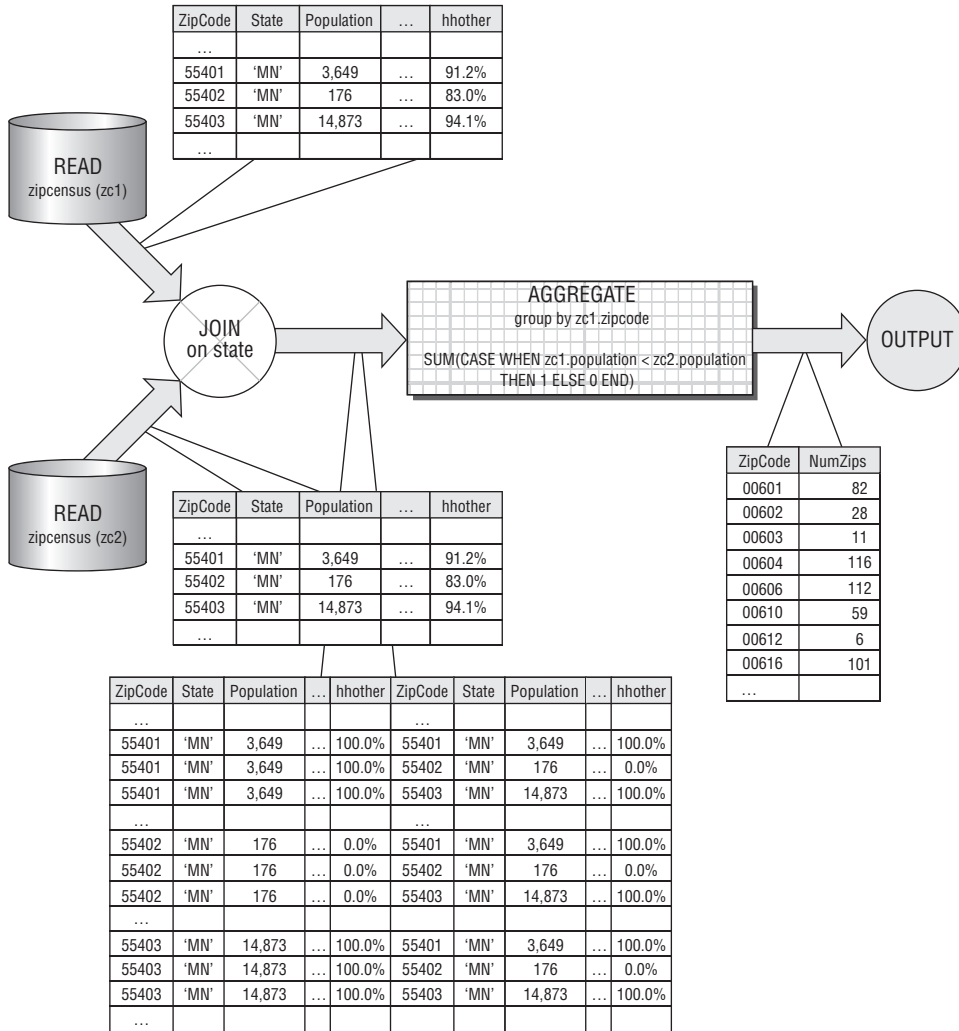 ZipCode State Population … hhother
…
55401 ‘MN’ 3,649 … 91.2%
55402 ‘MN’ 176 … 83.0%
55403 ‘MN’ 14,873 … 94.1%
…
READ
zipcensus (zc1)
JOIN
on state
AGGREGATE
group by zc1.zipcode
SUM(CASE WHEN zc1.population < zc2.population
THEN 1 ELSE 0 END)
OUTPUT
READ
zipcensus (zc2)
ZipCode State Population … hhother
…
55401 ‘MN’ 3,649 … 91.2%
55402 ‘MN’ 176 … 83.0%
55403 ‘MN’ 14,873 … 94.1%
…
ZipCode NumZips
00601 82
00602 28
00603 11
00604 116
00606 112
00610 59
00612 6
00616 101
…
ZipCode State Population … hhother ZipCode State Population … hhother
… …
55401 ‘MN’ 3,649 … 100.0% 55401 ‘MN’ 3,649 … 100.0%
55401 ‘MN’ 3,649 … 100.0% 55402 ‘MN’ 176 … 0.0%
55401 ‘MN’ 3,649 … 100.0% 55403 ‘MN’ 14,873 … 100.0%
… …
55402 ‘MN’ 176 … 0.0% 55401 ‘MN’ 3,649 … 100.0%
55402 ‘MN’ 176 … 0.0% 55402 ‘MN’ 176 … 0.0%
55402 ‘MN’ 176 … 0.0% 55403 ‘MN’ 14,873 … 100.0%
…
55403 ‘MN’ 14,873 … 100.0% 55401 ‘MN’ 3,649 … 100.0%
55403 ‘MN’ 14,873 … 100.0% 55402 ‘MN’ 176 … 0.0%
55403 ‘MN’ 14,873 … 100.0% 55403 ‘MN’ 14,873 … 100.0%
…